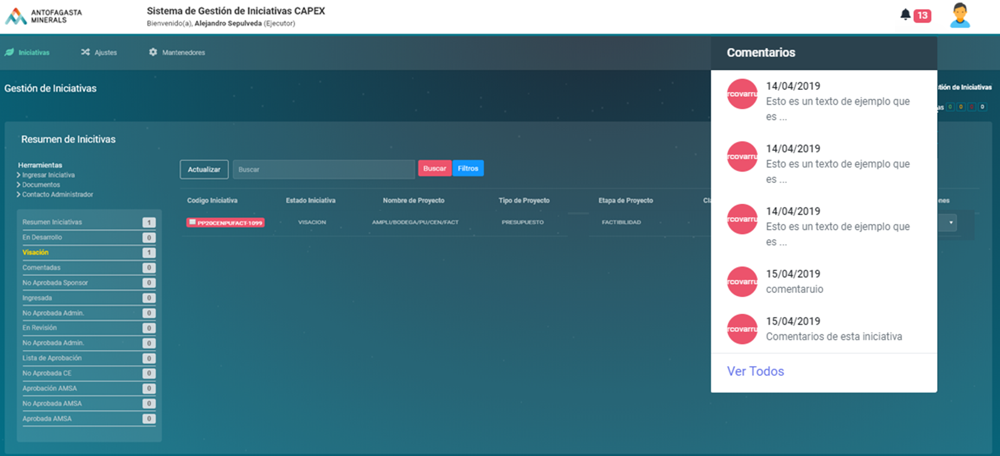 ANTOFAGASTA
MINERALS
Sistema de Gestión de Iniciativas CAPEX
Bienvenido(a), Alejandro Sepulveda (Ejecutor)
13
Iniciativas
Ajustes
Mantenedores
Gestión de Iniciativas
tión de Iniciativas
as 0 0 0 0
Resumen de Inicitivas
Herramientas
Ingresar Iniciativa
Documentos
Contacto Administrador
Resumen Iniciativas 1
En Desarrollo 0
Visación 1
Comentadas 0
No Aprobada Sponsor 0
Ingresada 0
No Aprobada Admin. 0
En Revisión 0
No Aprobada Admin. 0
Lista de Aprobación 0
No Aprobada CE 0
Aprobación AMSA 0
No Aprobada AMSA 0
Aprobada AMSA 0
Actualizar Buscar Buscar Filtros
Codigo Iniciativa Estado Iniciativa Nombre de Proyecto Tipo de Proyecto Etapa de Proyecto Cl nes
PP20CENPUFACT-1099 VISACION AMPLI/BODEGA/PU/CEN/FACT PRESUPUESTO FACTIBILIDAD
Comentarios
rcovarru
14/04/2019
Esto es un texto de ejemplo que
es ...
rcovarru
14/04/2019
Esto es un texto de ejemplo que
es ...
rcovarru
14/04/2019
Esto es un texto de ejemplo que
es ...
rcovarru
15/04/2019
comentaruio
rcovarru
15/04/2019
Comentarios de esta iniciativa
Ver Todos